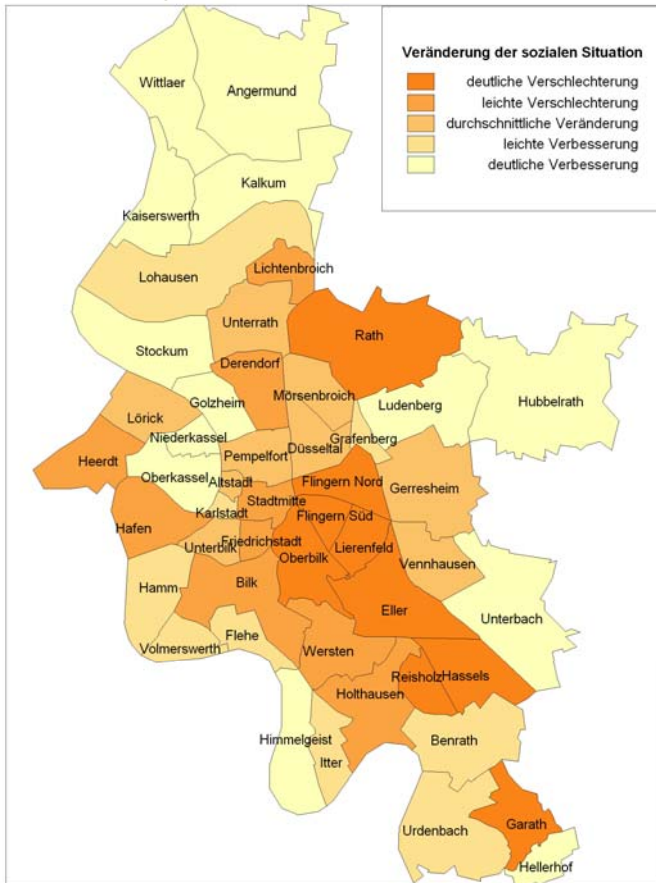 Veränderung der sozialen Situation
deutliche Verschlechterung
leichte Verschlechterung
durchschnittliche Veränderung
leichte Verbesserung
deutliche Verbesserung
Wittlaer
Angermund
Kalkum
Kaiserswerth
Lohausen
Lichtenbroich
Unterrath
Rath
Stockum
Derendorf
Mörsenbroich
Golzheim
Ludenberg
Hubbelrath
Lörick
Niederkassel
Grafenberg
Heerdt
Pempelfort
Düsseltal
Oberkassel
Altstadt
Flingern Nord
Gerresheim
Stadtmitte
Karlstadt
Flingern Süd
Hafen
Friedrichstadt
Unterbilk
Oberbilk
Lierenfeld
Vennhausen
Hamm
Bilk
Eller
Unterbach
Flehe
Volmerswerth
Wersten
Reisholz
Hassels
Holthausen
Himmelgeist
Benrath
Itter
Urdenbach
Garath
Hellerhof